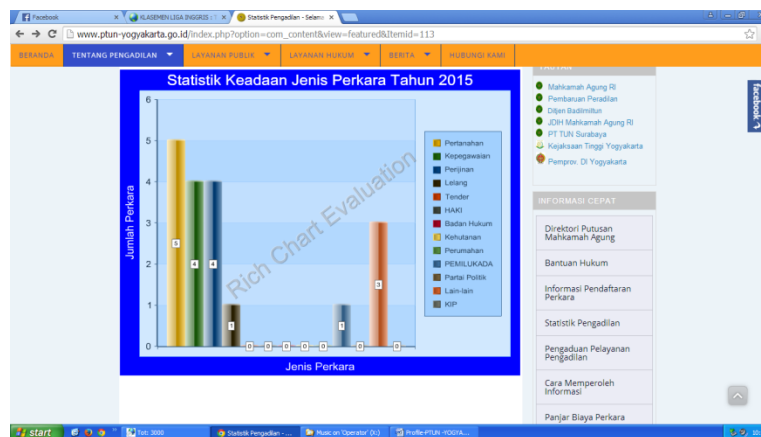 Facebook
KLASEMEN LIGA INGGRIS : T
Statistik Pengadilan - Selama
www.ptun-yogyakarta.go.id/index.php?option=com_content&view=featured&Itemid=113
BERANDA
TENTANG PENGADILAN
LAYANAN PUBLIK
LAYANAN HUKUM
BERITA
HUBUNGI KAMI
Statistik Keadaan Jenis Perkara Tahun 2015
Jumlah Perkara
6
5
4
3
2
1
0
5
4
4
1
0
0
0
0
0
1
0
3
0
Rich Chart Evaluation
Jenis Perkara
Pertanahan
Kepegawaian
Perijinan
Lelang
Tender
HAKI
Badan Hukum
Kehutanan
Perumahan
PEMILUKADA
Partai Politik
Lain-lain
KIP
Mahkamah Agung RI
Pembaruan Peradilan
Ditjen Badilmiltun
JDIH Mahkamah Agung RI
PT TUN Surabaya
Kejaksaan Tinggi Yogyakarta
Pemprov. DI Yogyakarta
facebook
INFORMASI CEPAT
Direktori Putusan
Mahkamah Agung
Bantuan Hukum
Informasi Pendaftaran
Perkara
Statistik Pengadilan
Pengaduan Pelayanan
Pengadilan
Cara Memperoleh
Informasi
Panjar Biaya Perkara
start
Tot: 3000
Statistik Pengadilan - ...
Music on 'Operator' (X:)
Profile-PTUN -YOGYA...